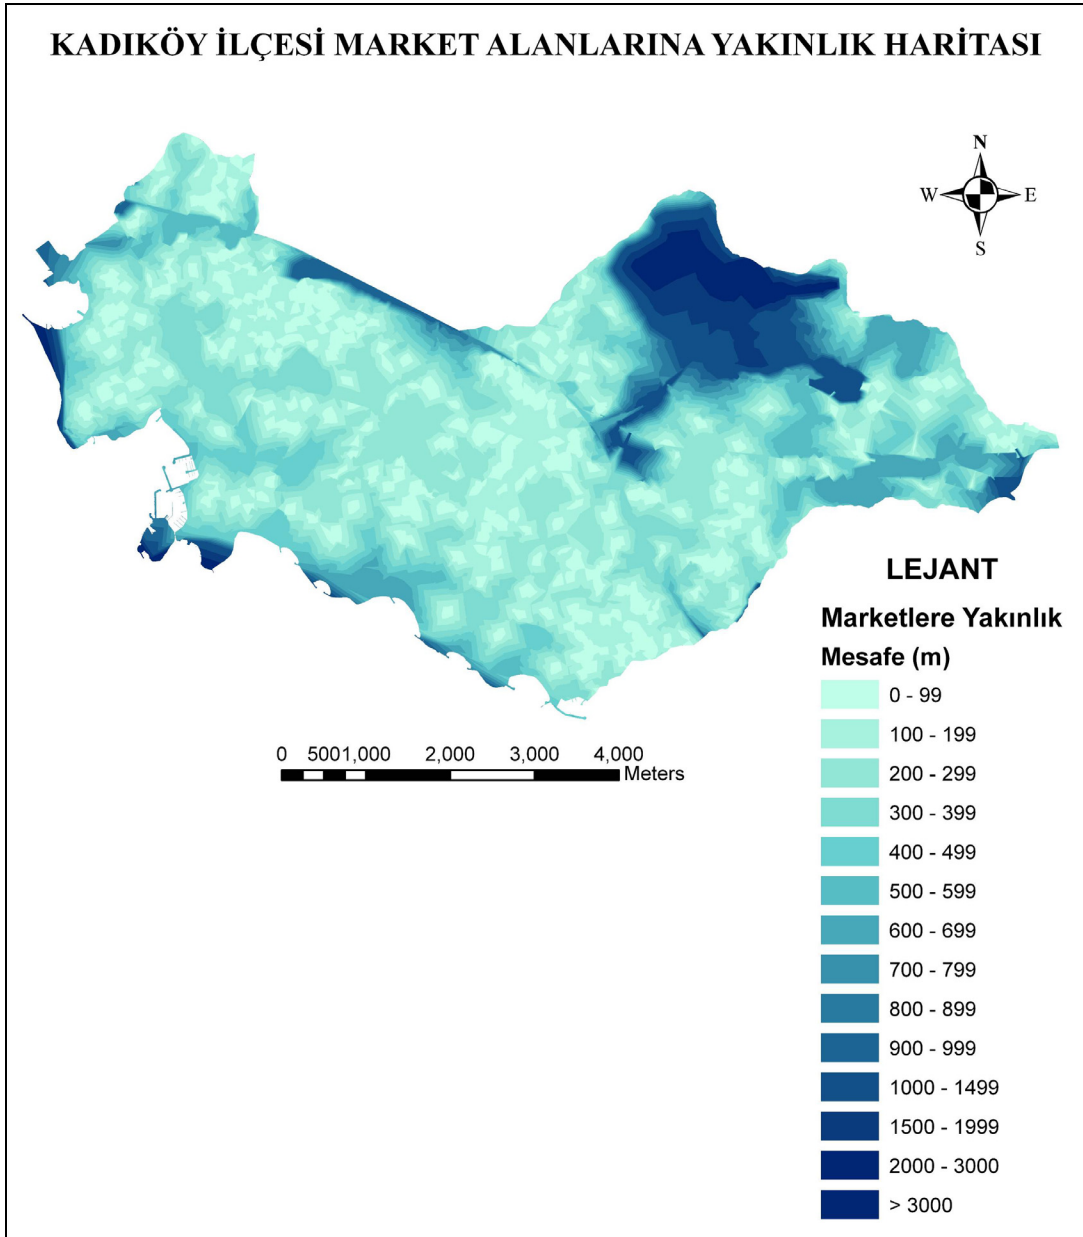 KADIKÖY İLÇESİ MARKET ALANLARINA YAKINLIK HARİTASI
N
W E
S
LEJANT
Marketlere Yakınlık
Mesafe (m)
0 - 99
100 - 199
200 - 299
300 - 399
400 - 499
500 - 599
600 - 699
700 - 799
800 - 899
900 - 999
1000 - 1499
1500 - 1999
2000 - 3000
> 3000
0 5001,000 2,000 3,000 4,000
Meters